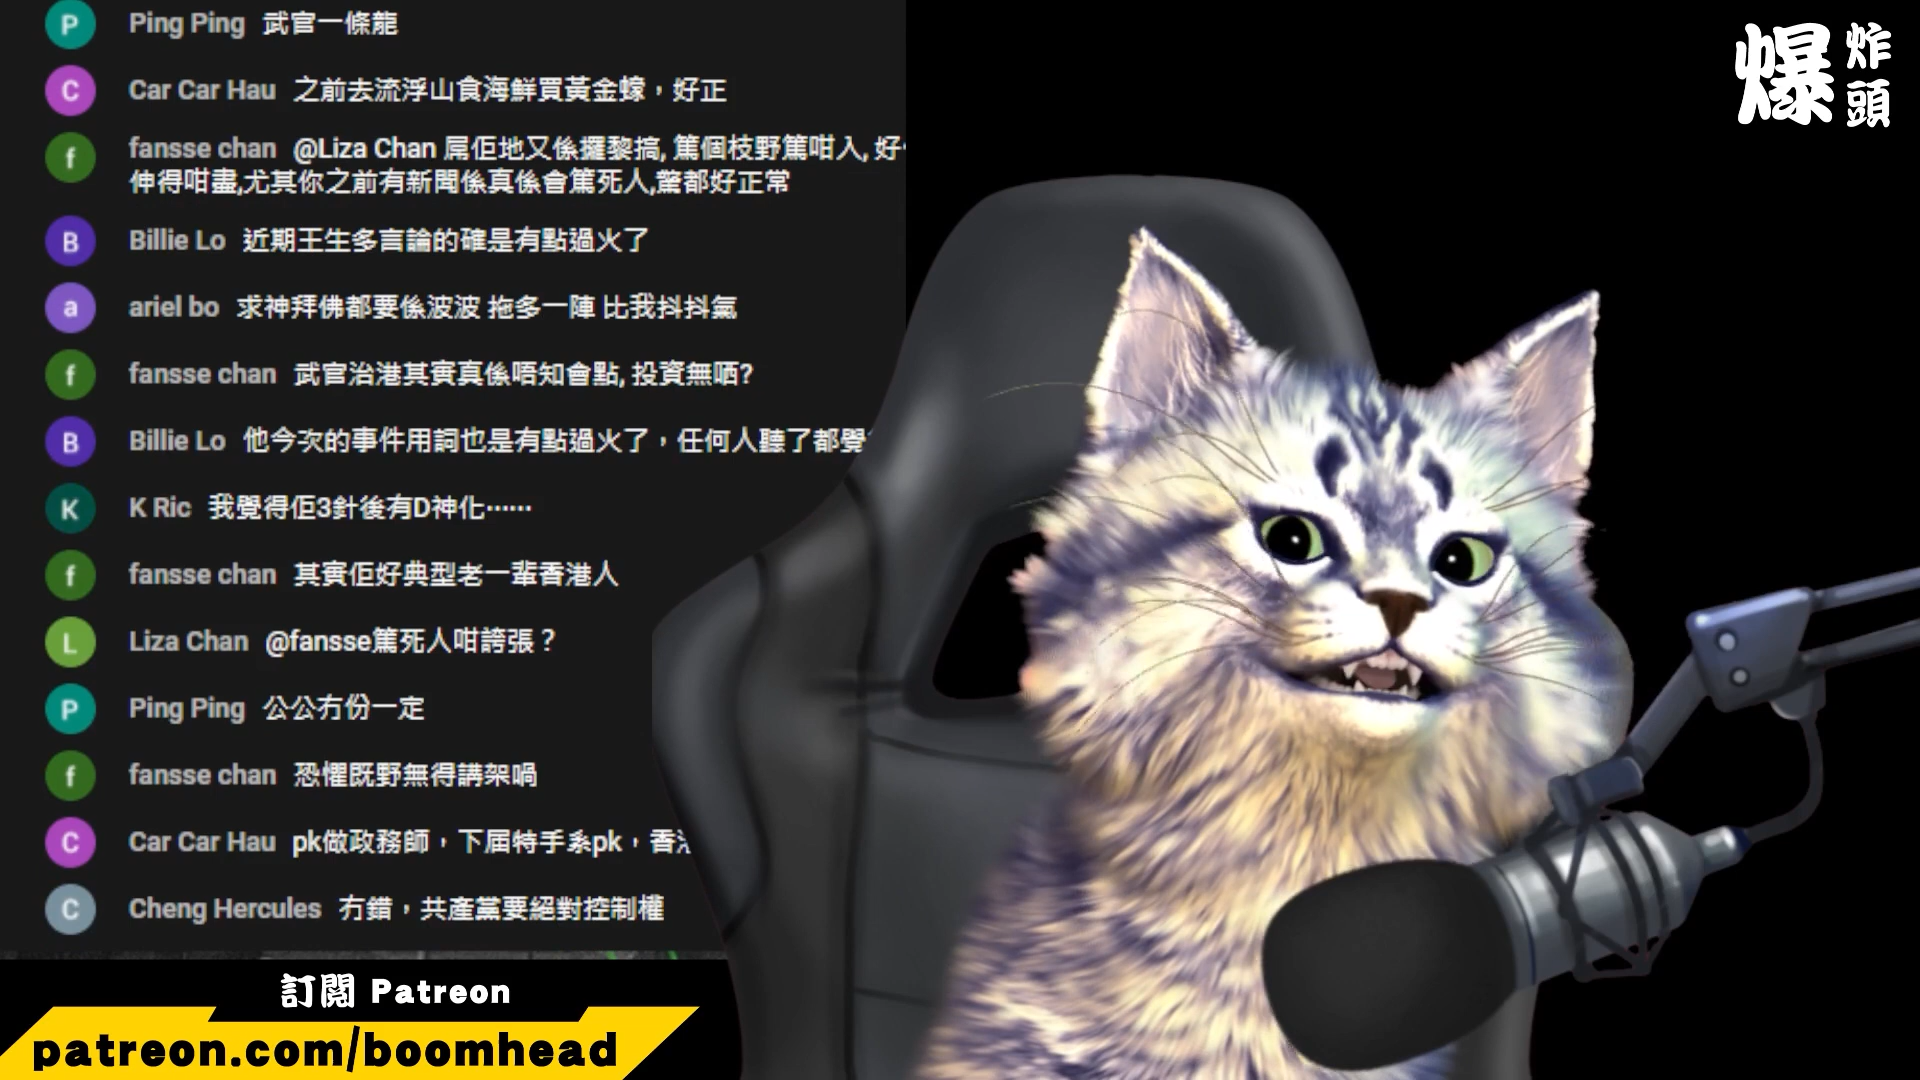 P Ping Ping 武官一條龍
C Car Car Hau 之前去流浮山食海鮮買黃金蠔，好正
f fansse chan @Liza Chan 屌佢地又係攞黎搞, 篤個枝野篤咁入, 好
伸得咁盡,尤其你之前有新聞係真係會篤死人,驚都好正常
B Billie Lo 近期王生多言論的確是有點過火了
a ariel bo 求神拜佛都要係波波 拖多一陣 比我抖抖氣
f fansse chan 武官治港其實真係唔知會點, 投資無哂?
B Billie Lo 他今次的事件用詞也是有點過火了，任何人聽了都覺
K K Ric 我覺得佢3針後有D神化⋯⋯
f fansse chan 其實佢好典型老一輩香港人
L Liza Chan @fansse篤死人咁誇張？
P Ping Ping 公公冇份一定
f fansse chan 恐懼既野無得講架喎
C Car Car Hau pk做政務師，下屆特手系pk，香
C Cheng Hercules 冇錯，共產黨要絕對控制權
訂閱 Patreon
patreon.com/boomhead
爆炸頭